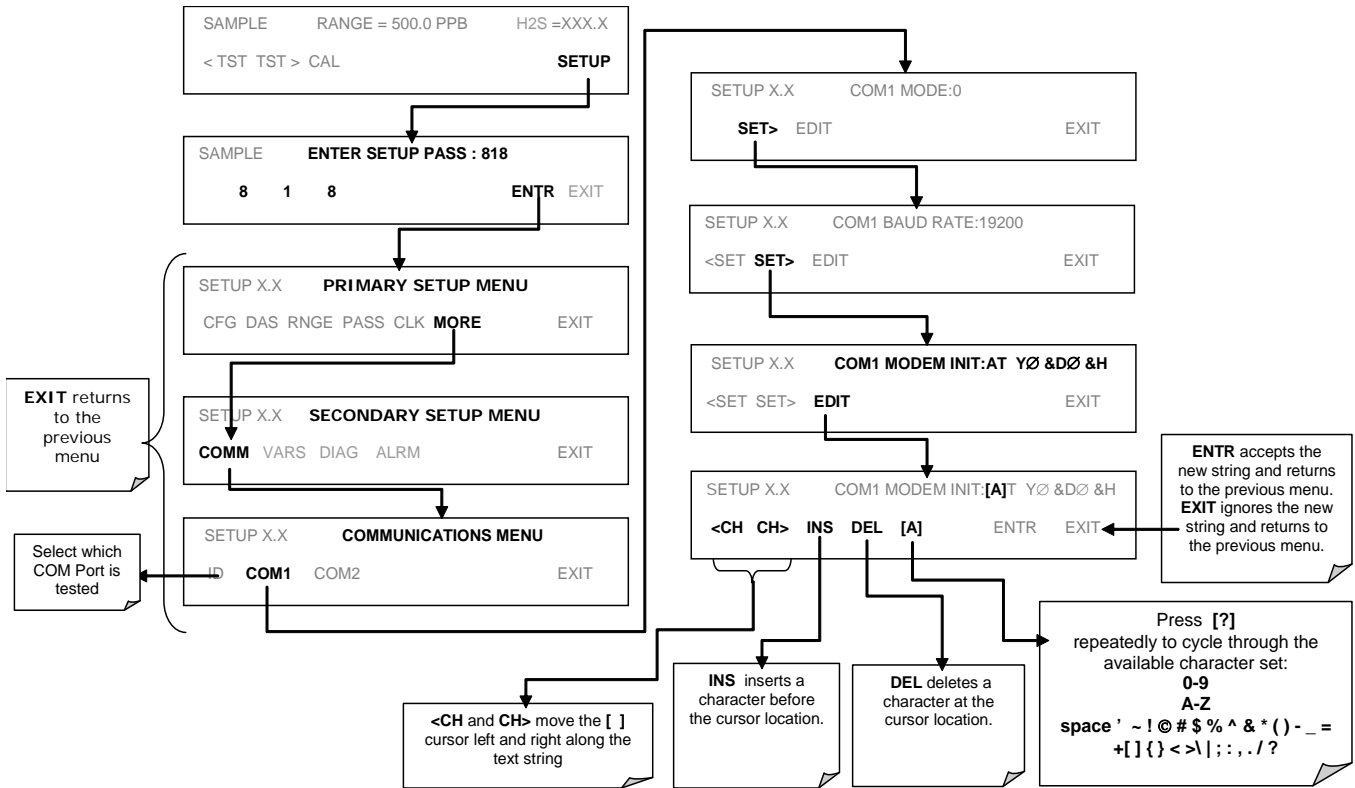 SAMPLE RANGE = 500.0 PPB H2S =XXX.X
< TST TST > CAL SETUP
SAMPLE ENTER SETUP PASS : 818
8 1 8 ENTR EXIT
SETUP X.X PRIMARY SETUP MENU
CFG DAS RNGE PASS CLK MORE EXIT
EXIT returns
to the
previous
menu
SETUP X.X SECONDARY SETUP MENU
COMM VARS DIAG ALRM EXIT
Select which
COM Port is
tested
SETUP X.X COMMUNICATIONS MENU
ID COM1 COM2 EXIT
SETUP X.X COM1 MODE:0
SET> EDIT EXIT
SETUP X.X COM1 BAUD RATE:19200
<SET SET> EDIT EXIT
SETUP X.X COM1 MODEM INIT:AT YØ &DØ &H
<SET SET> EDIT EXIT
SETUP X.X COM1 MODEM INIT:[A]T YØ &DØ &H
<CH CH> INS DEL [A] ENTR EXIT
ENTR accepts the
new string and returns
to the previous menu.
EXIT ignores the new
string and returns to
the previous menu.
<CH and CH> move the [ ]
cursor left and right along the
text string
INS inserts a
character before
the cursor location.
DEL deletes a
character at the
cursor location.
Press [?]
repeatedly to cycle through the
available character set:
0-9
A-Z
space ' ~ ! © # $ % ^ & * ( ) - _ =
+[ ] { } < >\ | ; : , . / ?